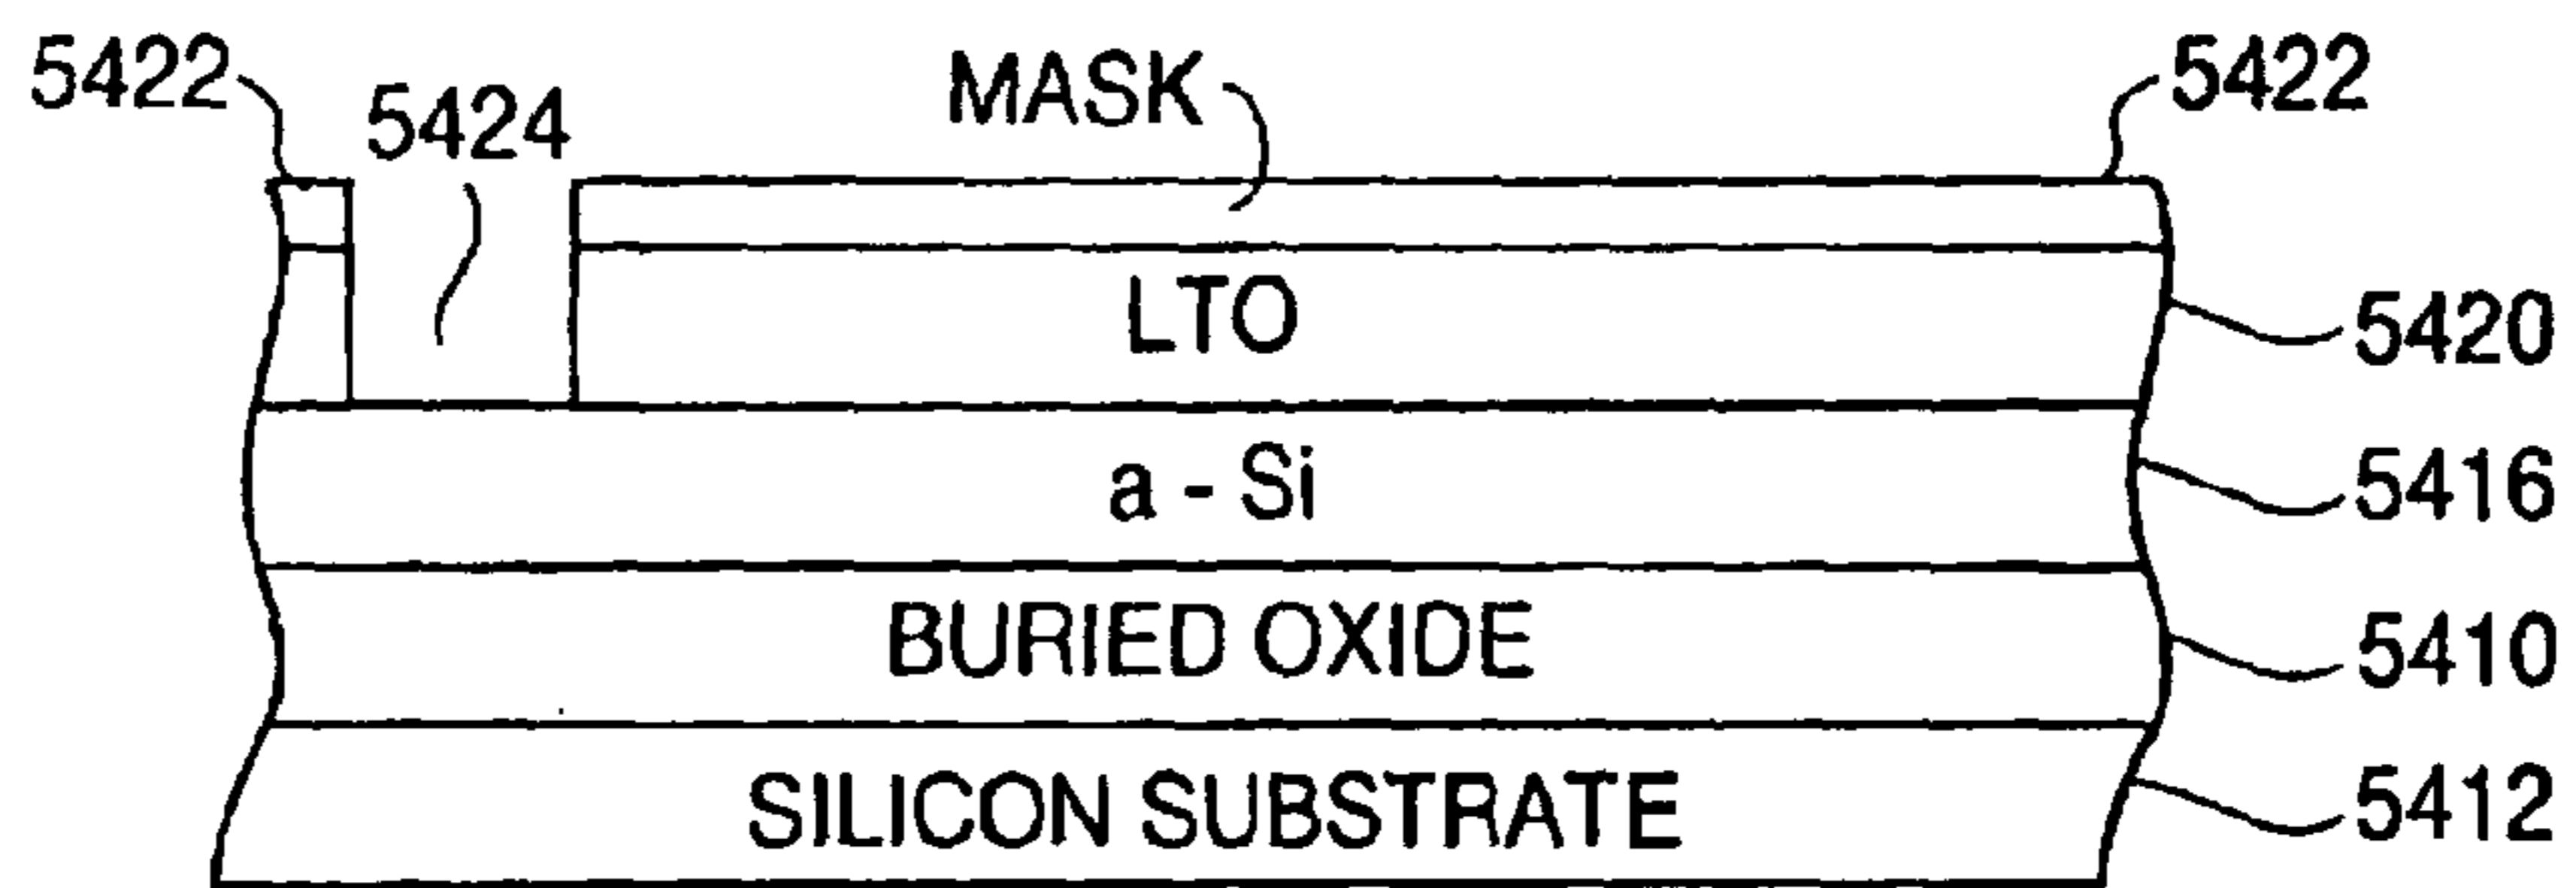 5422
5424
MASK
5422
LTO
5420
a - Si
5416
BURIED OXIDE
5410
SILICON SUBSTRATE
5412